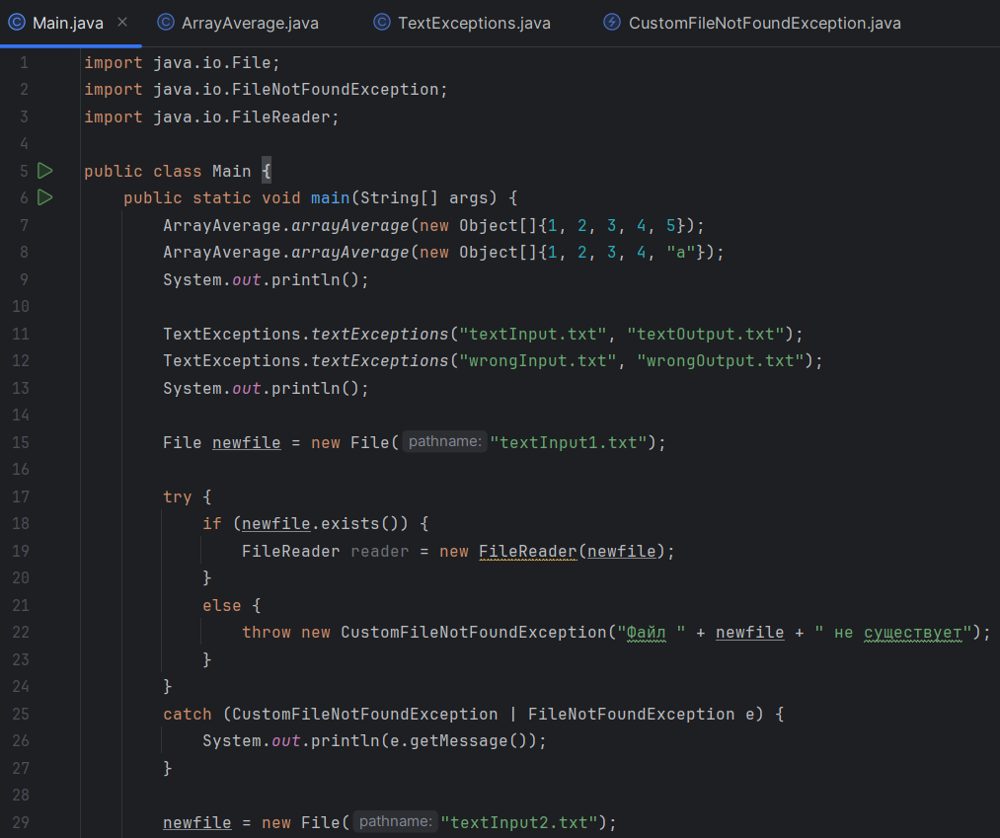 Main.java ArrayAverage.java TextExceptions.java CustomFileNotFoundException.java
1 import java.io.File;
2 import java.io.FileNotFoundException;
3 import java.io.FileReader;
4
5 public class Main {
6 public static void main(String[] args) {
7 ArrayAverage.arrayAverage(new Object[]{1, 2, 3, 4, 5});
8 ArrayAverage.arrayAverage(new Object[]{1, 2, 3, 4, "a"});
9 System.out.println();
10
11 TextExceptions.textExceptions("textInput.txt", "textOutput.txt");
12 TextExceptions.textExceptions("wrongInput.txt", "wrongOutput.txt");
13 System.out.println();
14
15 File newfile = new File( pathname: "textInput1.txt");
16
17 try {
18 if (newfile.exists()) {
19 FileReader reader = new FileReader(newfile);
20 }
21 else {
22 throw new CustomFileNotFoundException("Файл " + newfile + " не существует");
23 }
24 }
25 catch (CustomFileNotFoundException | FileNotFoundException e) {
26 System.out.println(e.getMessage());
27 }
28
29 newfile = new File( pathname: "textInput2.txt");